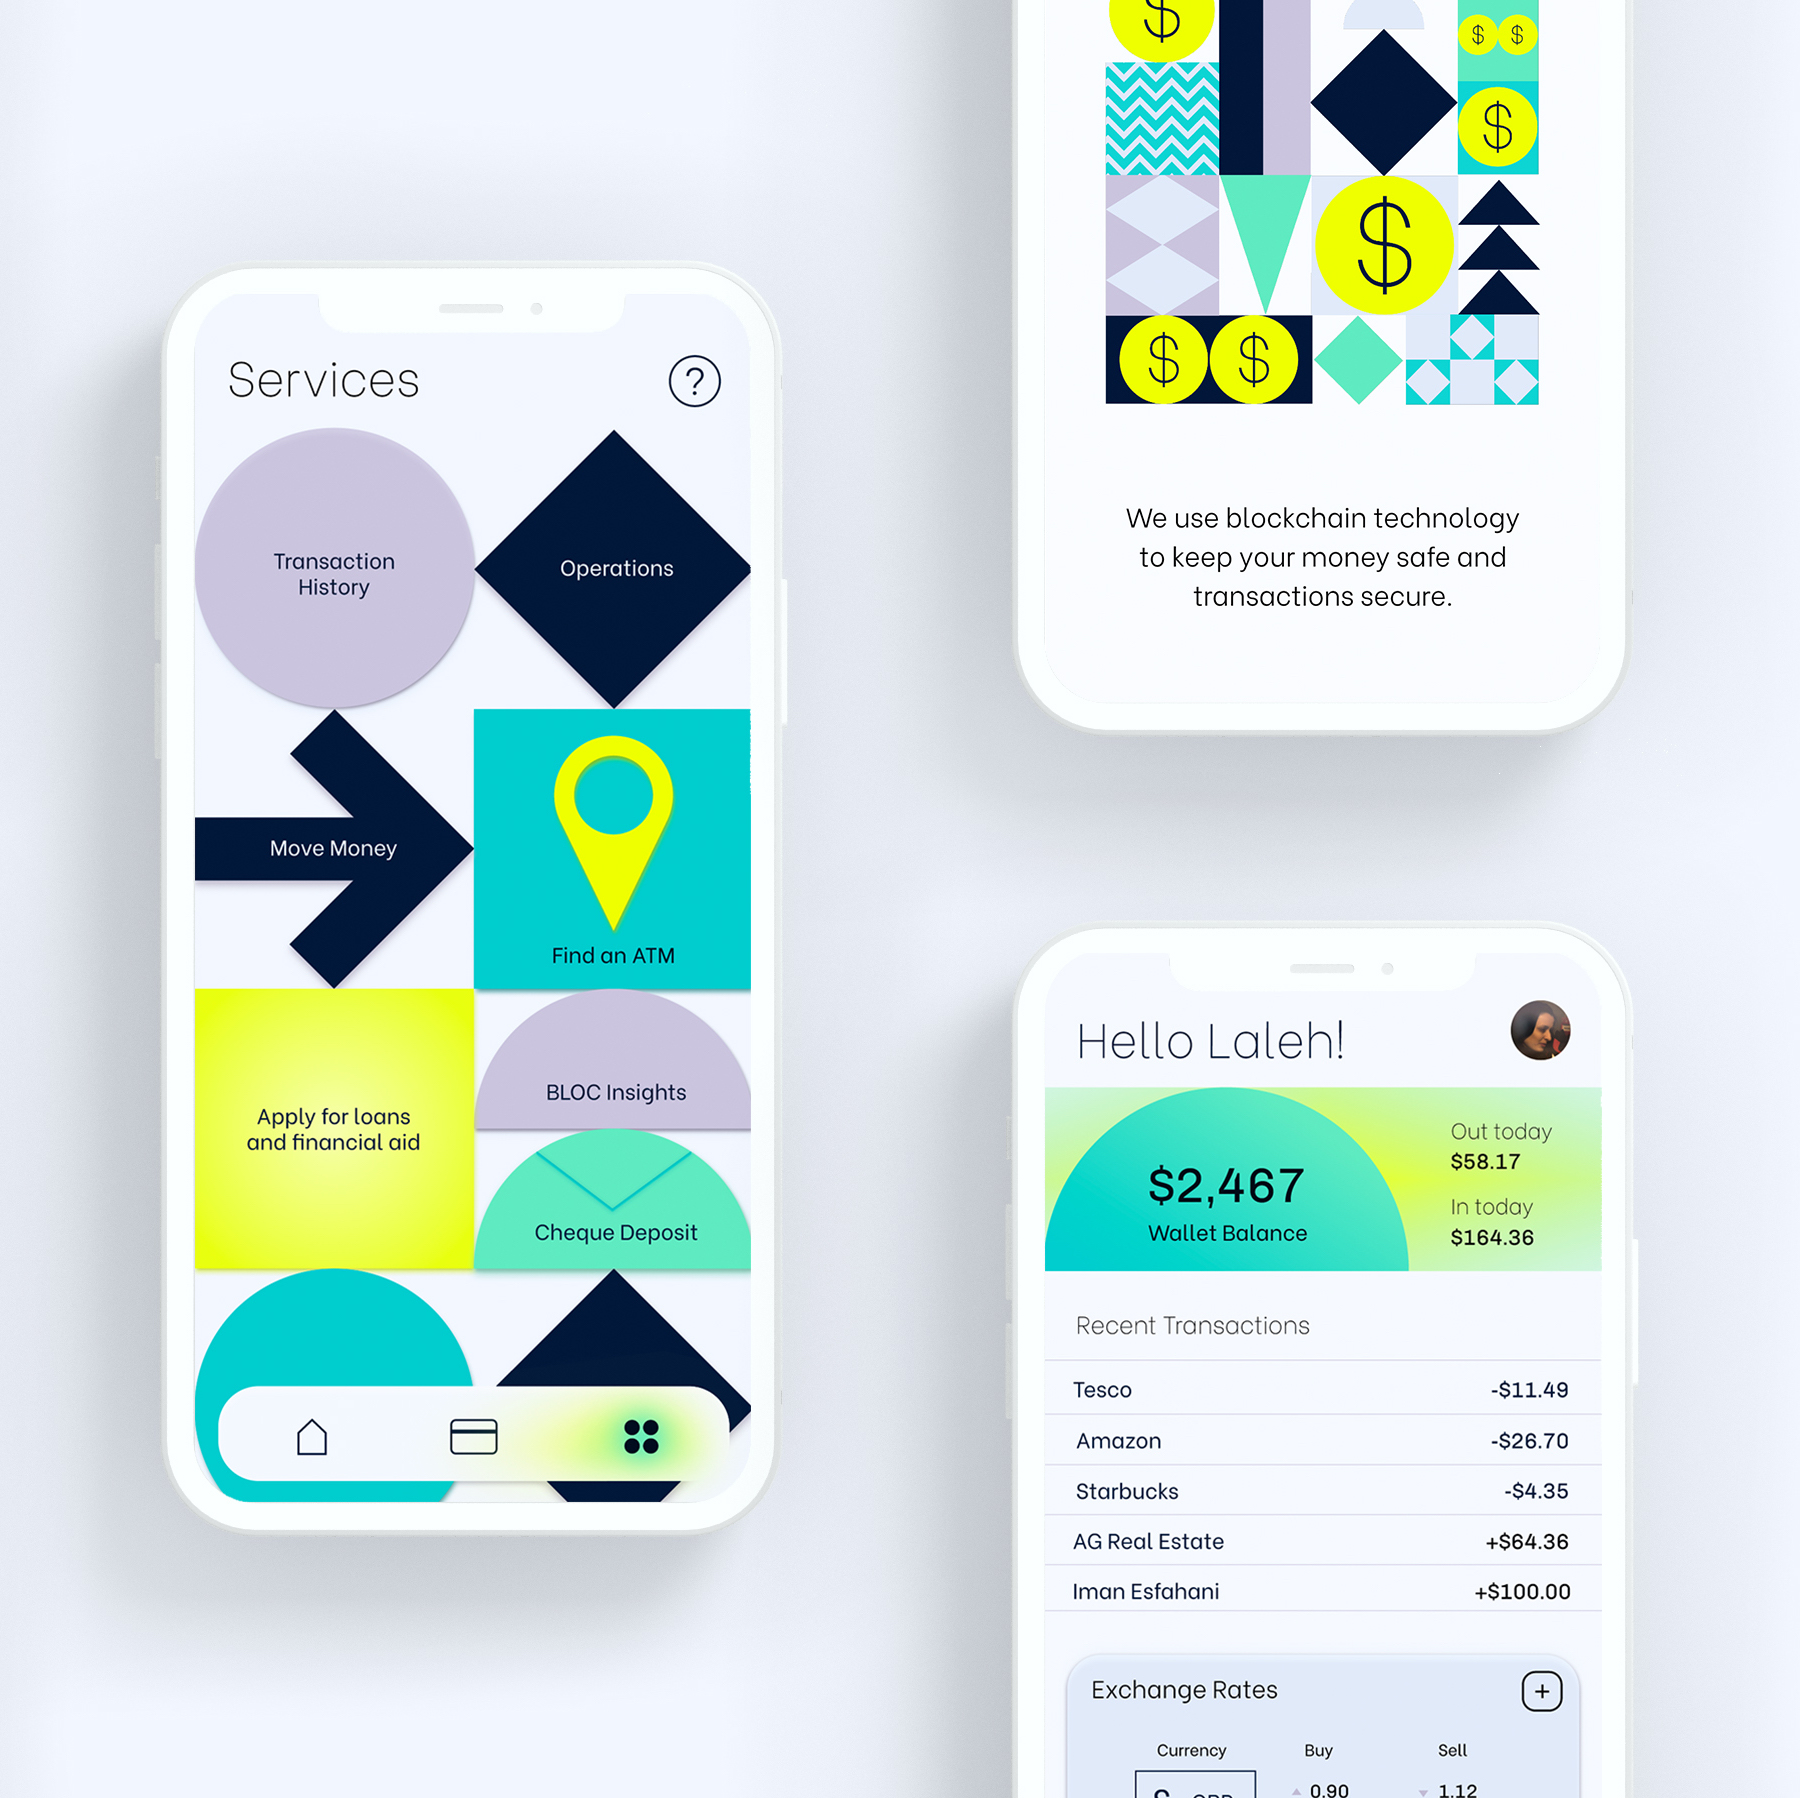 Services
?
Transaction
History
Operations
Move Money
Find an ATM
Apply for loans
and financial aid
BLOC Insights
Cheque Deposit
$
$ $
$
$
$ $
We use blockchain technology
to keep your money safe and
transactions secure.
Hello Laleh!
$2,467
Wallet Balance
Out today
$58.17
In today
$164.36
Recent Transactions
Tesco -$11.49
Amazon -$26.70
Starbucks -$4.35
AG Real Estate +$64.36
Iman Esfahani +$100.00
Exchange Rates +
Currency Buy Sell
0.90 1.12